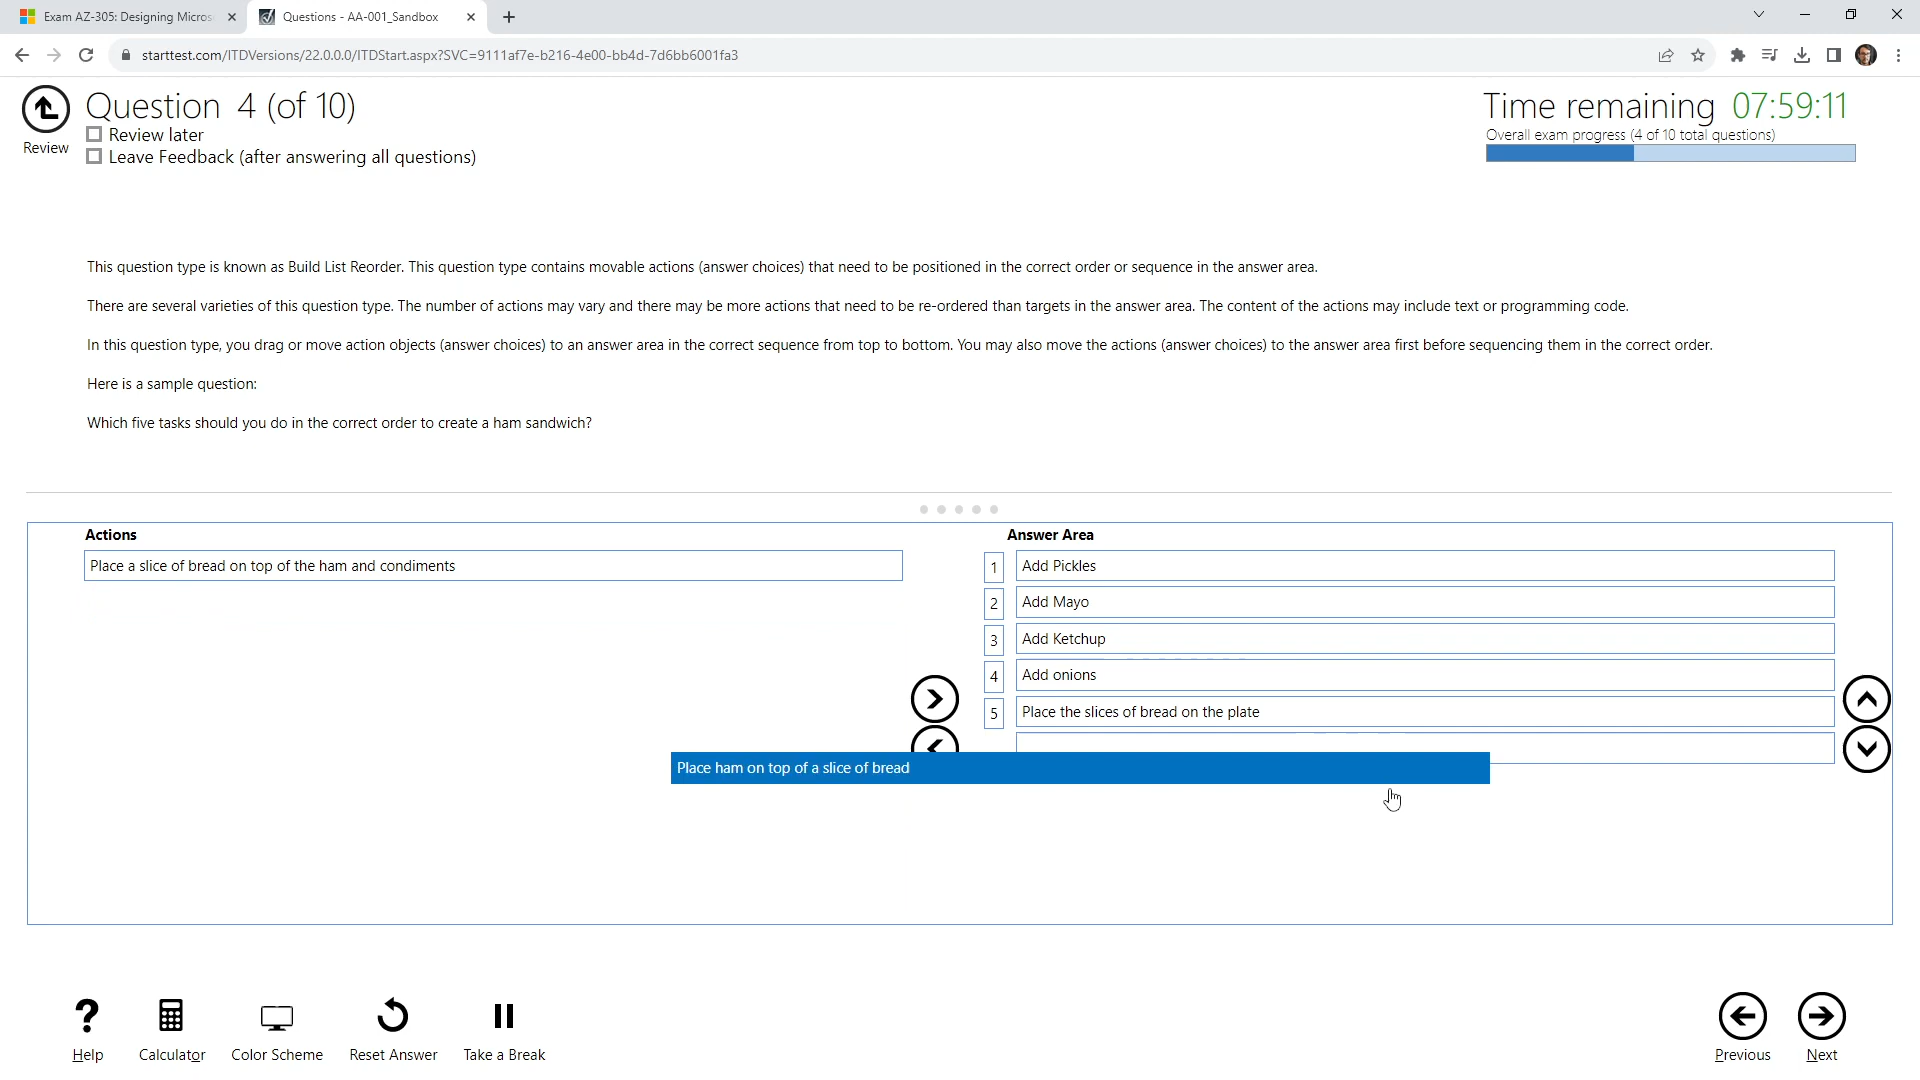 Exam AZ-305: Designing Micros
Questions - AA-001_Sandbox
starttest.com/ITDVersions/22.0.0.0/ITDStart.aspx?SVC=9111af7e-b216-4e00-bb4d-7d6bb6001fa3
Review
Question 4 (of 10)
Review later
Leave Feedback (after answering all questions)
Time remaining 07:59:11
Overall exam progress (4 of 10 total questions)
This question type is known as Build List Reorder. This question type contains movable actions (answer choices) that need to be positioned in the correct order or sequence in the answer area.
There are several varieties of this question type. The number of actions may vary and there may be more actions that need to be re-ordered than targets in the answer area. The content of the actions may include text or programming code.
In this question type, you drag or move action objects (answer choices) to an answer area in the correct sequence from top to bottom. You may also move the actions (answer choices) to the answer area first before sequencing them in the correct order.
Here is a sample question:
Which five tasks should you do in the correct order to create a ham sandwich?
Actions
Place a slice of bread on top of the ham and condiments
Answer Area
1 Add Pickles
2 Add Mayo
3 Add Ketchup
4 Add onions
5 Place the slices of bread on the plate
Place ham on top of a slice of bread
Help
Calculator
Color Scheme
Reset Answer
Take a Break
Previous
Next